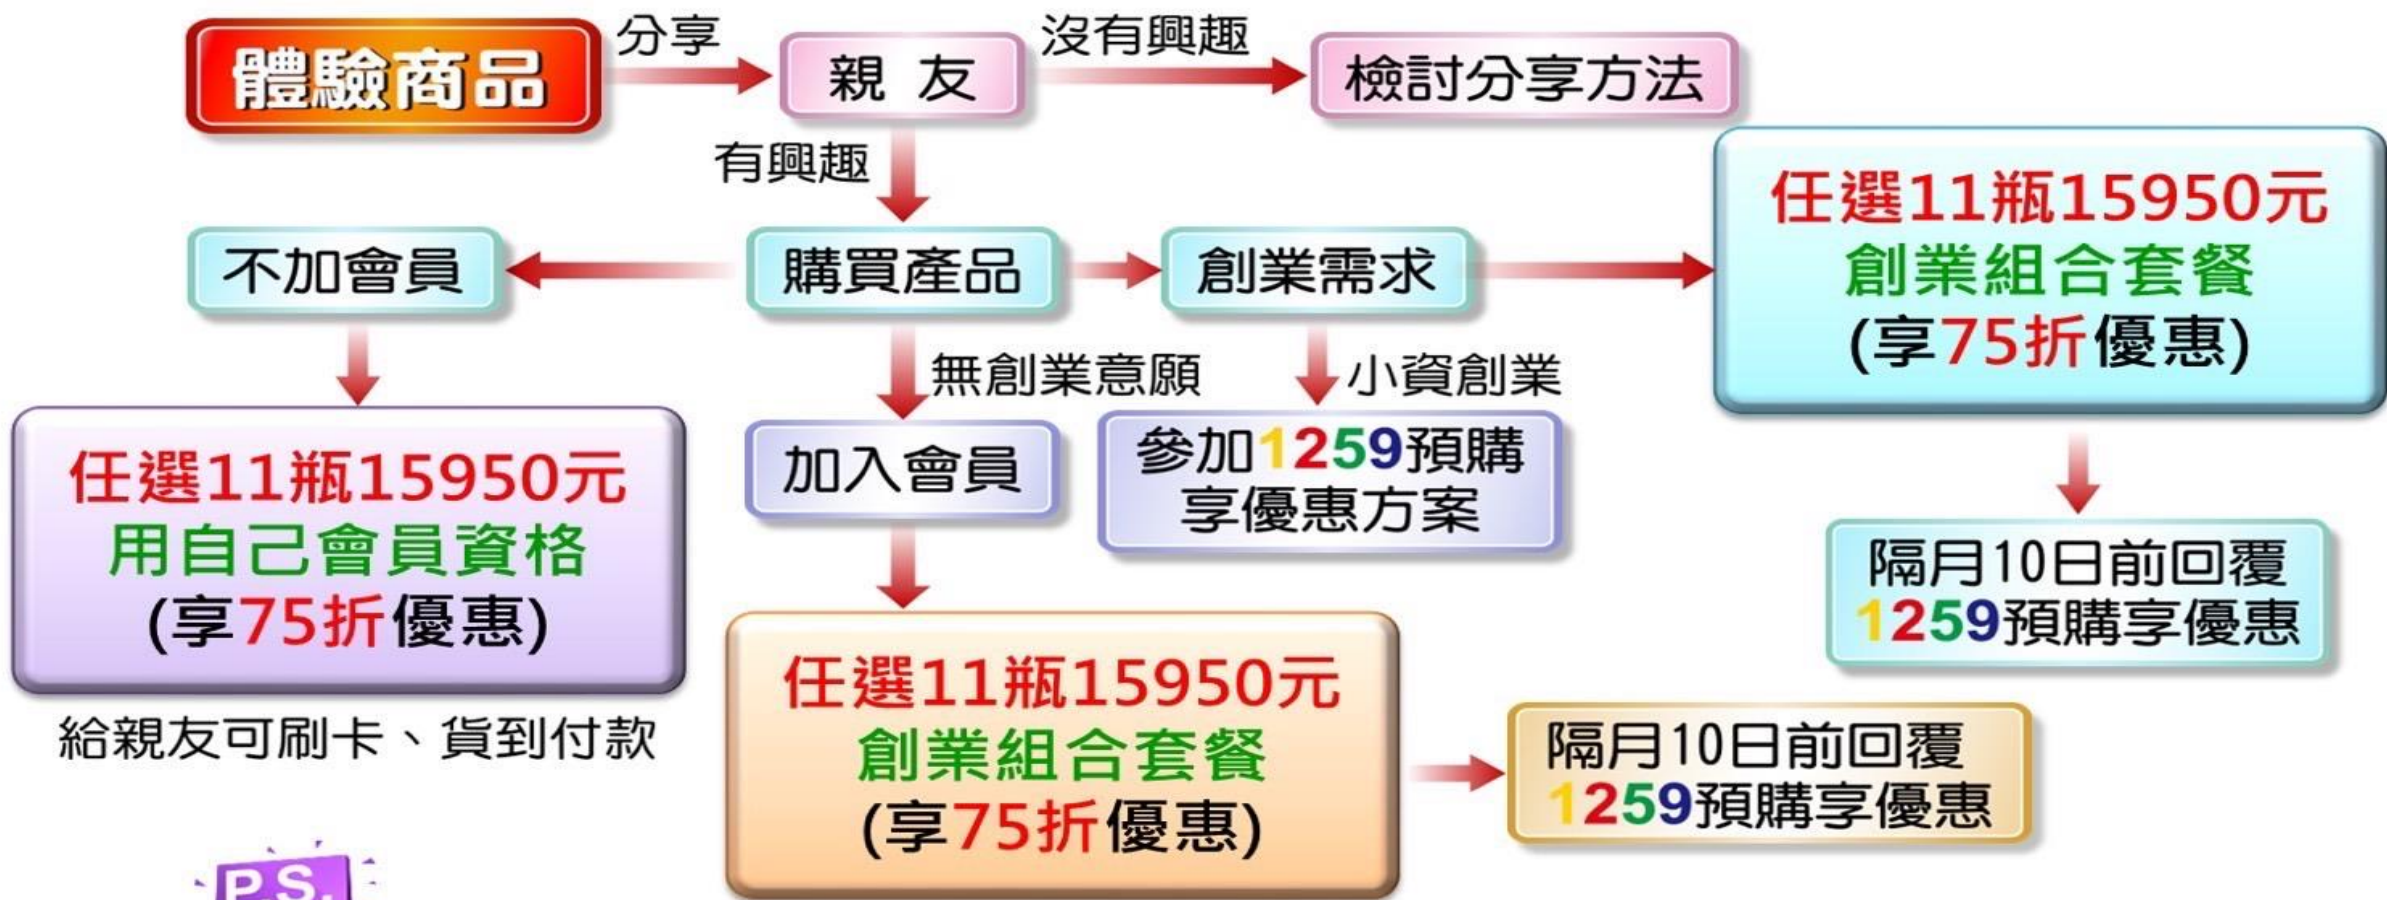 體驗商品
分享
親友
沒有興趣
檢討分享方法
有興趣
不加會員
購買產品
創業需求
任選11瓶15950元
創業組合套餐
(享75折優惠)
無創業意願
小資創業
任選11瓶15950元
用自己會員資格
(享75折優惠)
給親友可刷卡、貨到付款
加入會員
參加1259預購
享優惠方案
隔月10日前回覆
1259預購享優惠
任選11瓶15950元
創業組合套餐
(享75折優惠)
隔月10日前回覆
1259預購享優惠
P.S.